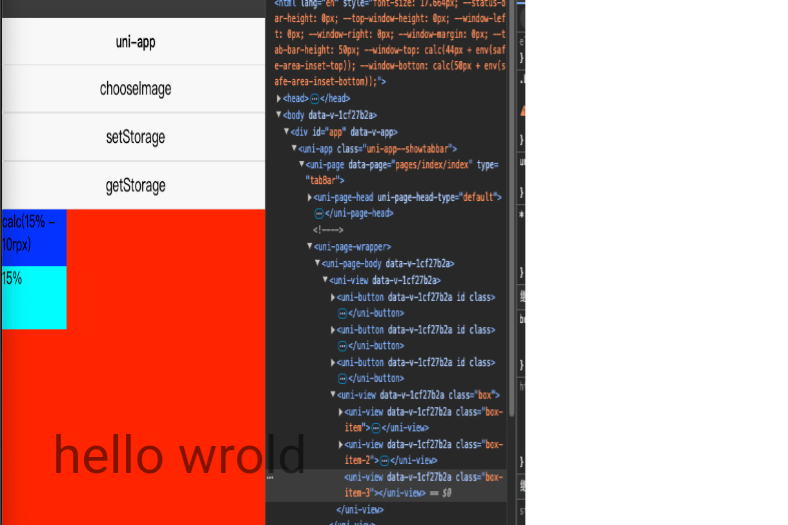 uni-app
chooseImage
setStorage
getStorage
calc(15% -
10rpx)
15%
hello wrold
<html lang="en" style="font-size: 17.664px; --status-b
ar-height: 0px; --top-window-height: 0px; --window-lef
t: 0px; --window-right: 0px; --window-margin: 0px; --t
ab-bar-height: 50px; --window-top: calc(44px + env(saf
e-area-inset-top)); --window-bottom: calc(50px + env(s
afe-area-inset-bottom));">
<head>⋯</head>
<body data-v-1cf27b2a>
<div id="app" data-v-app>
<uni-app class="uni-app--showtabbar">
<uni-page data-page="pages/index/index" type=
"tabBar">
<uni-page-head uni-page-head-type="default">
⋯</uni-page-head>
<!---->
<uni-page-wrapper>
<uni-page-body data-v-1cf27b2a>
<uni-view data-v-1cf27b2a>
<uni-button data-v-1cf27b2a id class>
⋯</uni-button>
<uni-button data-v-1cf27b2a id class>
⋯</uni-button>
<uni-button data-v-1cf27b2a id class>
⋯</uni-button>
<uni-view data-v-1cf27b2a class="box">
<uni-view data-v-1cf27b2a class="box-
item">⋯</uni-view>
<uni-view data-v-1cf27b2a class="box-
item-2">⋯</uni-view>
<uni-view data-v-1cf27b2a class="box-
item-3"></uni-view> == $0
</uni-view>